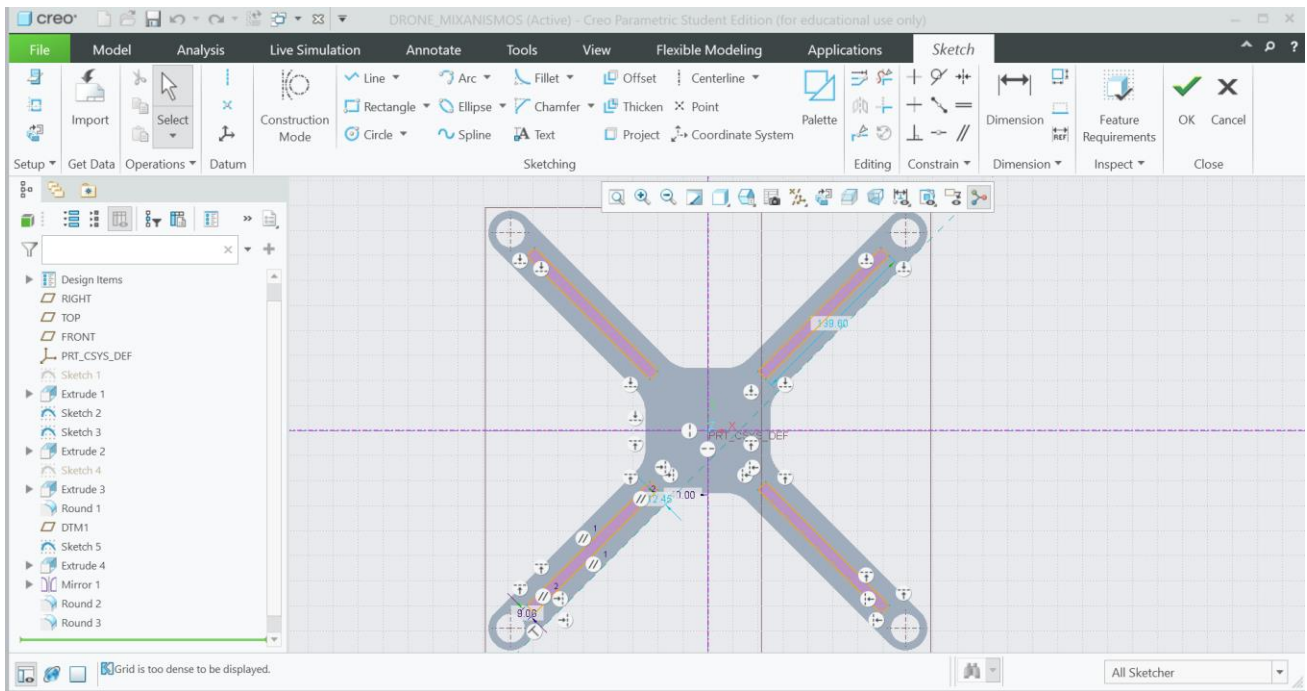 creo® DRONE_MIXANISMOS (Active) - Creo Parametric Student Edition (for educational use only)
File Model Analysis Live Simulation Annotate Tools View Flexible Modeling Applications Sketch
Line Arc Fillet Offset Centerline
Rectangle Ellipse Chamfer Thicken Point
Circle Spline Text Project Coordinate System
Import Select Construction Mode Palette Dimension REF Feature Requirements OK Cancel
Setup Get Data Operations Datum Sketching Editing Constrain Dimension Inspect Close
Design Items
RIGHT
TOP
FRONT
PRT_CSYS_DEF
Sketch 1
Extrude 1
Sketch 2
Sketch 3
Extrude 2
Sketch 4
Extrude 3
Round 1
DTM1
Sketch 5
Extrude 4
Mirror 1
Round 2
Round 3
139.60
X
PRT_CSYS_DEF
2
12.45
1
1
2
9.08
Grid is too dense to be displayed.
All Sketcher